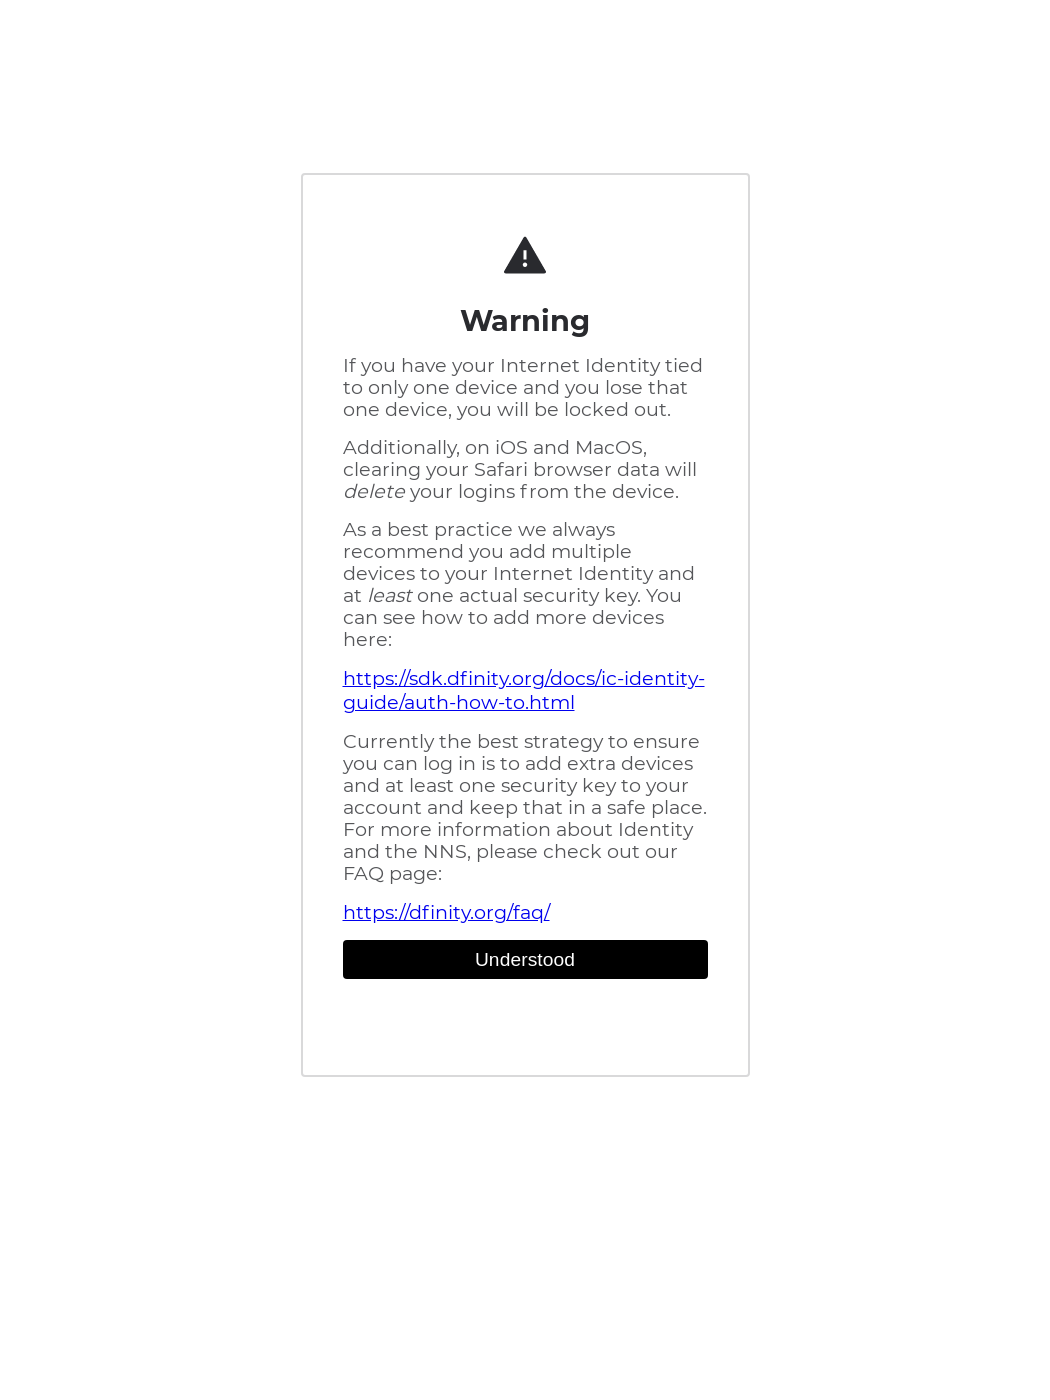 Warning
If you have your Internet Identity tied
to only one device and you lose that
one device, you will be locked out.
Additionally, on iOS and MacOS,
clearing your Safari browser data will
delete your logins from the device.
As a best practice we always
recommend you add multiple
devices to your Internet Identity and
at least one actual security key. You
can see how to add more devices
here:
https://sdk.dfinity.org/docs/ic-identity-
guide/auth-how-to.html
Currently the best strategy to ensure
you can log in is to add extra devices
and at least one security key to your
account and keep that in a safe place.
For more information about Identity
and the NNS, please check out our
FAQ page:
https://dfinity.org/faq/
Understood